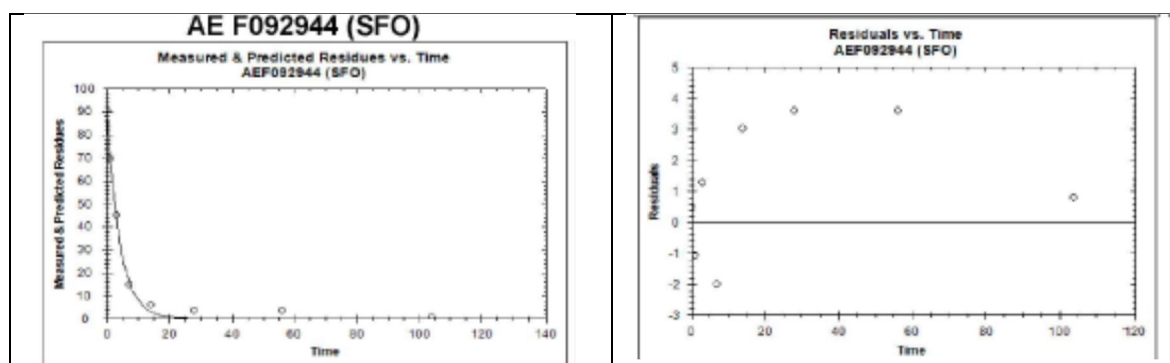 AE F092944 (SFO)
Measured & Predicted Residues vs. Time
AEF092944 (SFO)
Measured & Predicted Residues
100
90
80
70
60
50
40
30
20
10
0
0 20 40 60 80 100 120 140
Time
Residuals vs. Time
AEF092944 (SFO)
Residuals
5
4
3
2
1
0
-1
-2
-3
0 20 40 60 80 100 120
Time